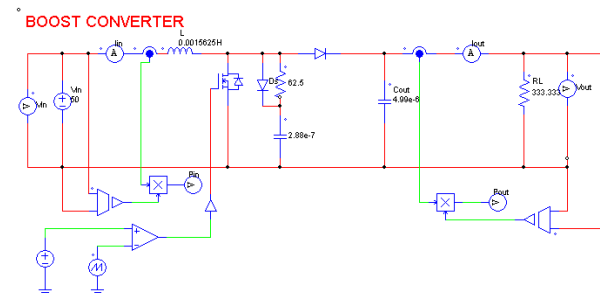 BOOST CONVERTER
Iin
L
0.0015625H
Iout
Vin
Vin
50
Ds
62.5
Cout
4.99e-6
RL
333.333
Vout
2.88e-7
Pin
Pout